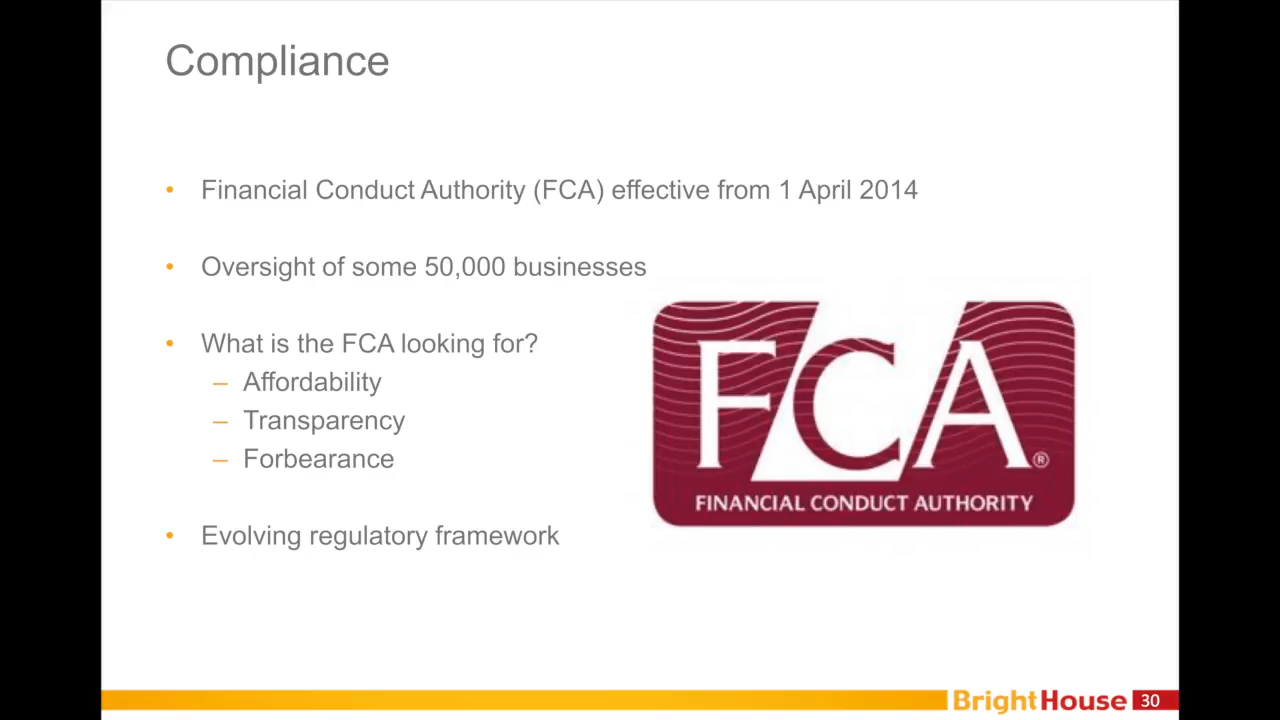 Compliance
• Financial Conduct Authority (FCA) effective from 1 April 2014
• Oversight of some 50,000 businesses
• What is the FCA looking for?
– Affordability
– Transparency
– Forbearance
• Evolving regulatory framework
FCA®
FINANCIAL CONDUCT AUTHORITY
BrightHouse 30